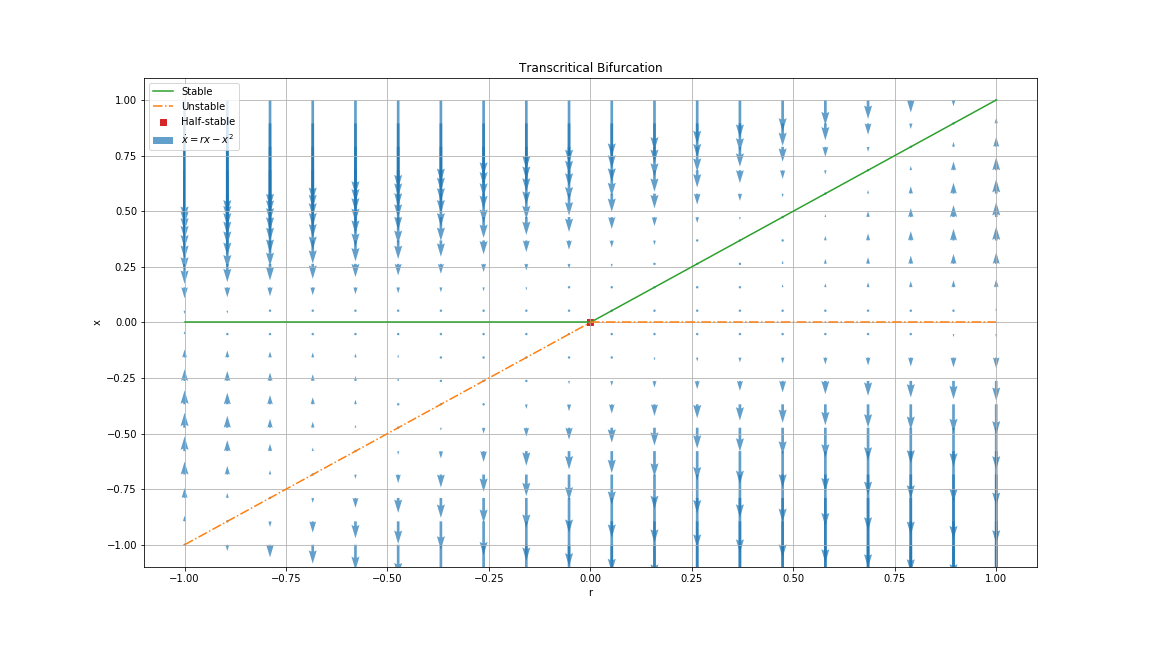 Transcritical Bifurcation
Stable
Unstable
Half-stable
ẋ = rx − x²
1.00
0.75
0.50
0.25
0.00
−0.25
−0.50
−0.75
−1.00
x
−1.00 −0.75 −0.50 −0.25 0.00 0.25 0.50 0.75 1.00
r